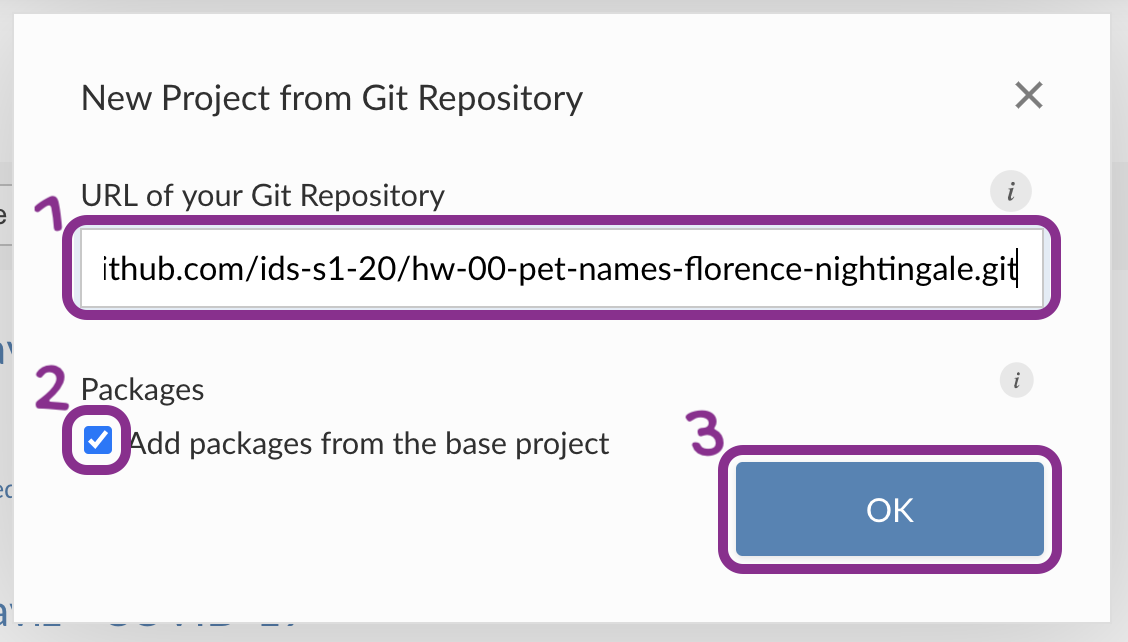 New Project from Git Repository
URL of your Git Repository
i
1
ithub.com/ids-s1-20/hw-00-pet-names-florence-nightingale.git
2
Packages
i
Add packages from the base project
3
OK